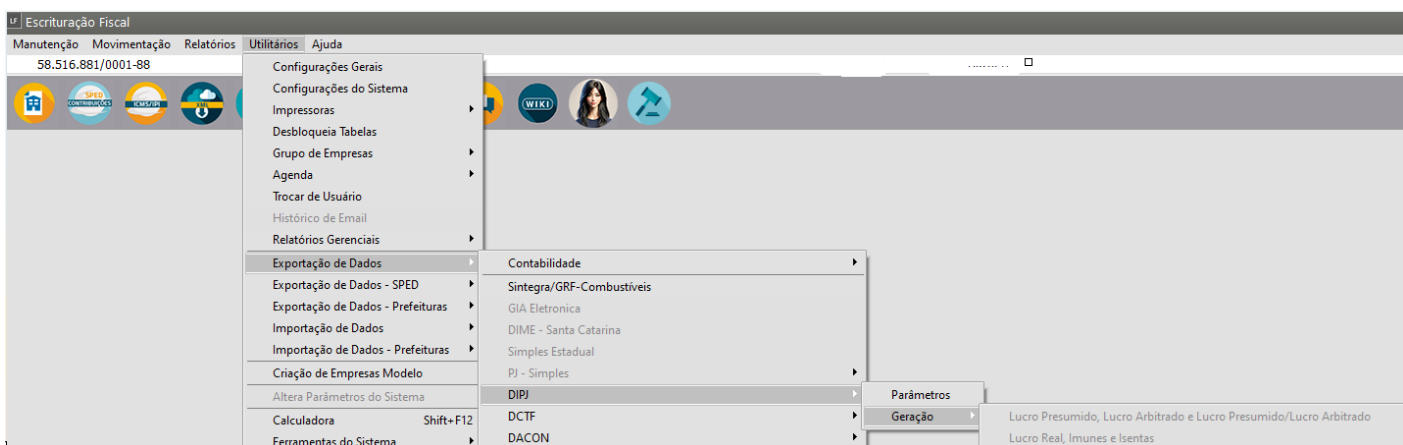 LF Escrituração Fiscal
Manutenção Movimentação Relatórios Utilitários Ajuda
58.516.881/0001-88
SPED CONTRIBUIÇÕES
ICMS/IPI
XML
WIKI
Configurações Gerais
Configurações do Sistema
Impressoras
Desbloqueia Tabelas
Grupo de Empresas
Agenda
Trocar de Usuário
Histórico de Email
Relatórios Gerenciais
Exportação de Dados
Exportação de Dados - SPED
Exportação de Dados - Prefeituras
Importação de Dados
Importação de Dados - Prefeituras
Criação de Empresas Modelo
Altera Parâmetros do Sistema
Calculadora Shift+F12
Ferramentas do Sistema
Contabilidade
Sintegra/GRF-Combustíveis
GIA Eletronica
DIME - Santa Catarina
Simples Estadual
PJ - Simples
DIPJ
DCTF
DACON
Parâmetros
Geração
Lucro Presumido, Lucro Arbitrado e Lucro Presumido/Lucro Arbitrado
Lucro Real, Imunes e Isentas